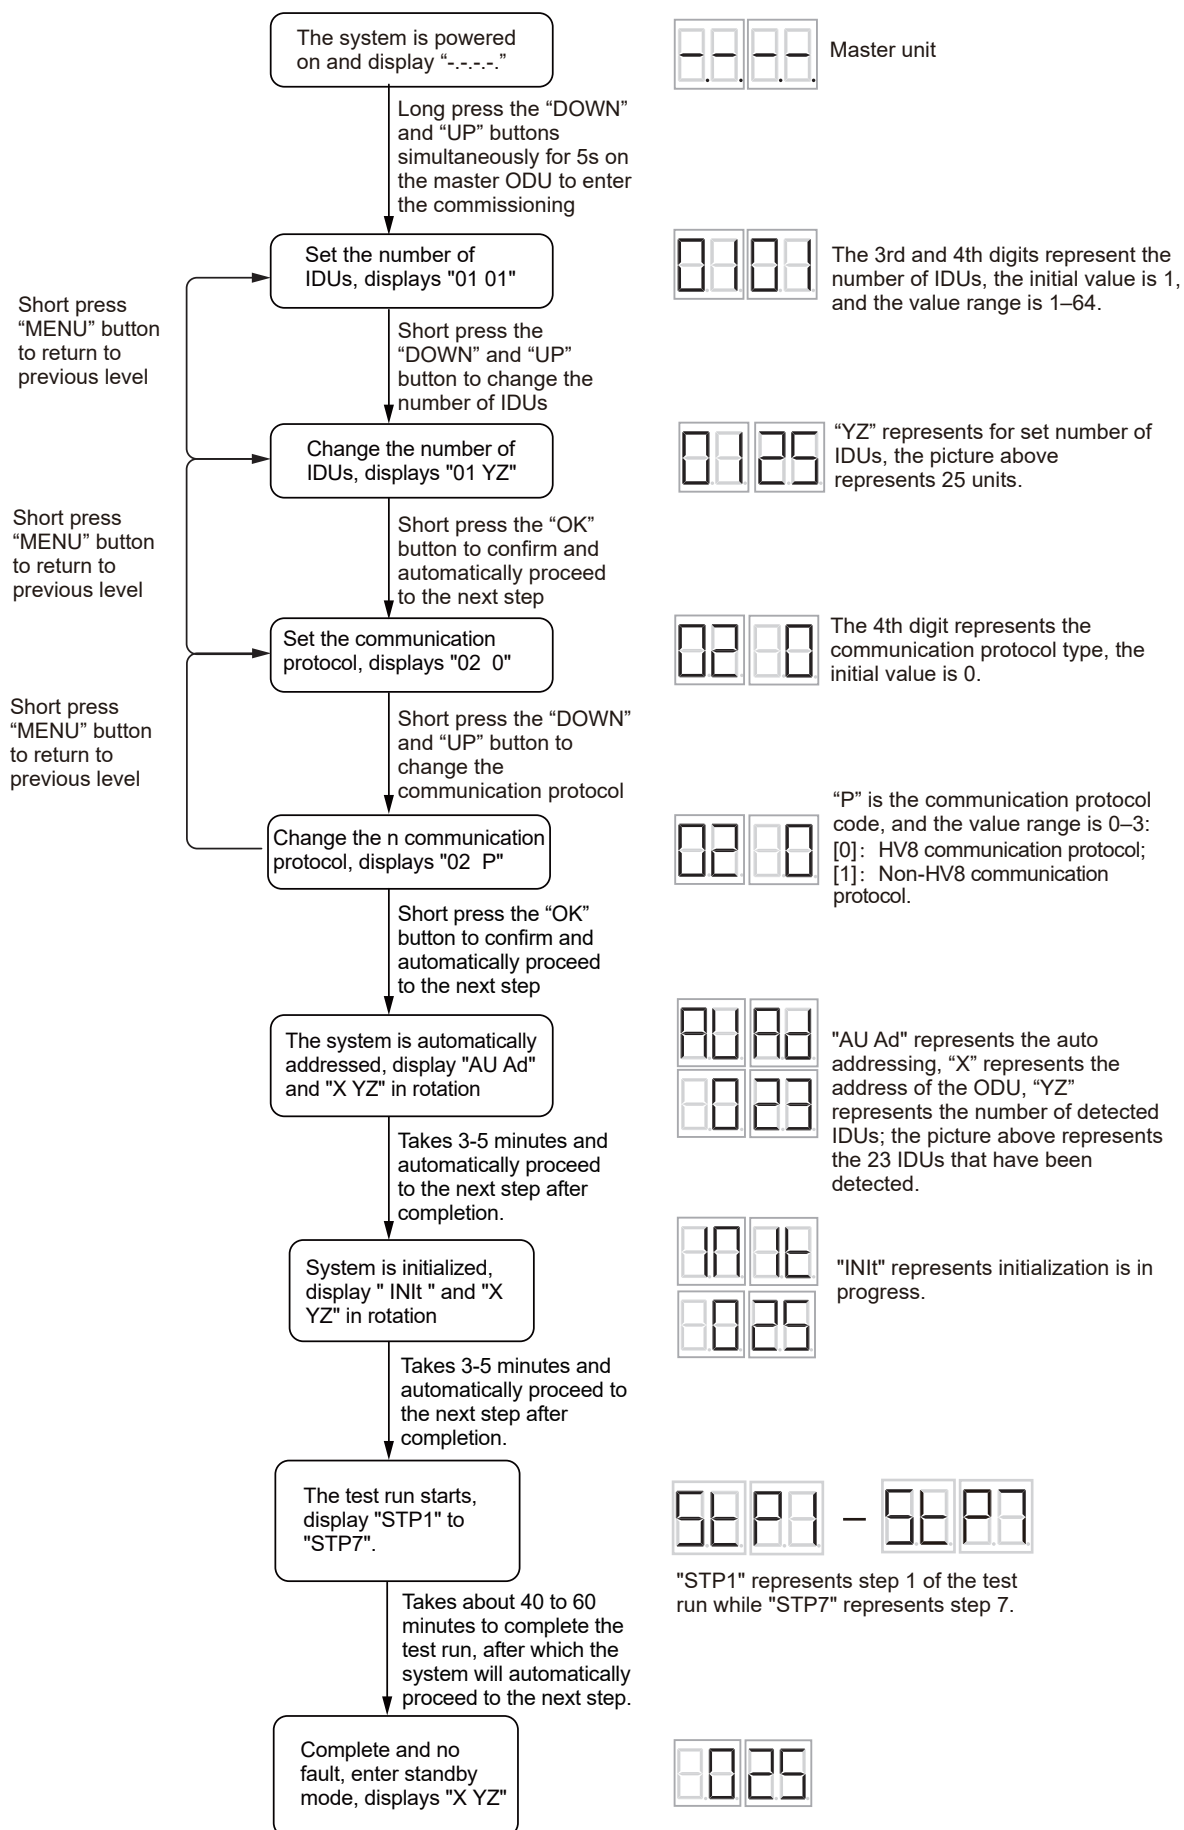 The system is powered
on and display “-.-.-.-.”
-.-.-.-.
Master unit
Long press the “DOWN”
and “UP” buttons
simultaneously for 5s on
the master ODU to enter
the commissioning
Set the number of
IDUs, displays "01 01"
0101
The 3rd and 4th digits represent the
number of IDUs, the initial value is 1,
and the value range is 1–64.
Short press
“MENU” button
to return to
previous level
Short press the
“DOWN” and “UP”
button to change the
number of IDUs
Change the number of
IDUs, displays "01 YZ"
0125
“YZ” represents for set number of
IDUs, the picture above
represents 25 units.
Short press
“MENU” button
to return to
previous level
Short press the “OK”
button to confirm and
automatically proceed
to the next step
Set the communication
protocol, displays "02  0"
02 0
The 4th digit represents the
communication protocol type, the
initial value is 0.
Short press
“MENU” button
to return to
previous level
Short press the “DOWN”
and “UP” button to
change the
communication protocol
Change the n communication
protocol, displays "02  P"
02 0
“P” is the communication protocol
code, and the value range is 0–3:
[0]： HV8 communication protocol;
[1]： Non-HV8 communication
protocol.
Short press the “OK”
button to confirm and
automatically proceed
to the next step
The system is automatically
addressed, display "AU Ad"
and "X YZ" in rotation
AU Ad
023
"AU Ad" represents the auto
addressing, “X” represents the
address of the ODU, “YZ”
represents the number of detected
IDUs; the picture above represents
the 23 IDUs that have been
detected.
Takes 3-5 minutes and
automatically proceed
to the next step after
completion.
System is initialized,
display " INIt " and "X
YZ" in rotation
INIt
025
"INIt" represents initialization is in
progress.
Takes 3-5 minutes and
automatically proceed to
the next step after
completion.
The test run starts,
display "STP1" to
"STP7".
StP1 – StP7
"STP1" represents step 1 of the test
run while "STP7" represents step 7.
Takes about 40 to 60
minutes to complete the
test run, after which the
system will automatically
proceed to the next step.
Complete and no
fault, enter standby
mode, displays "X YZ"
025